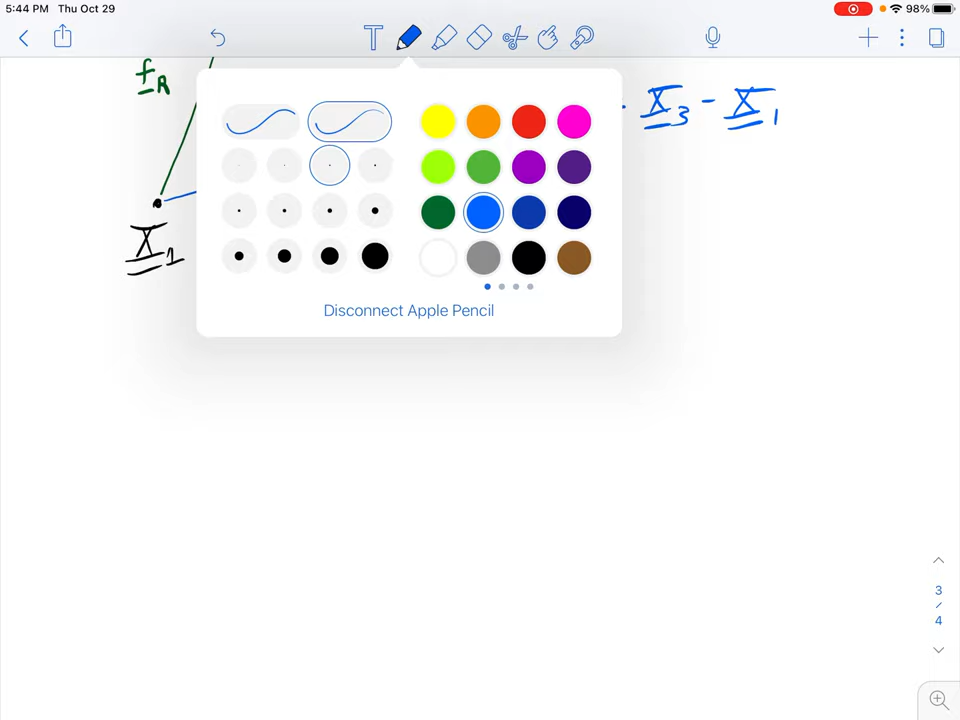 5:44 PM Thu Oct 29 98%
T
f_R
X_3 - X_1
X_1
Disconnect Apple Pencil
3
/
4